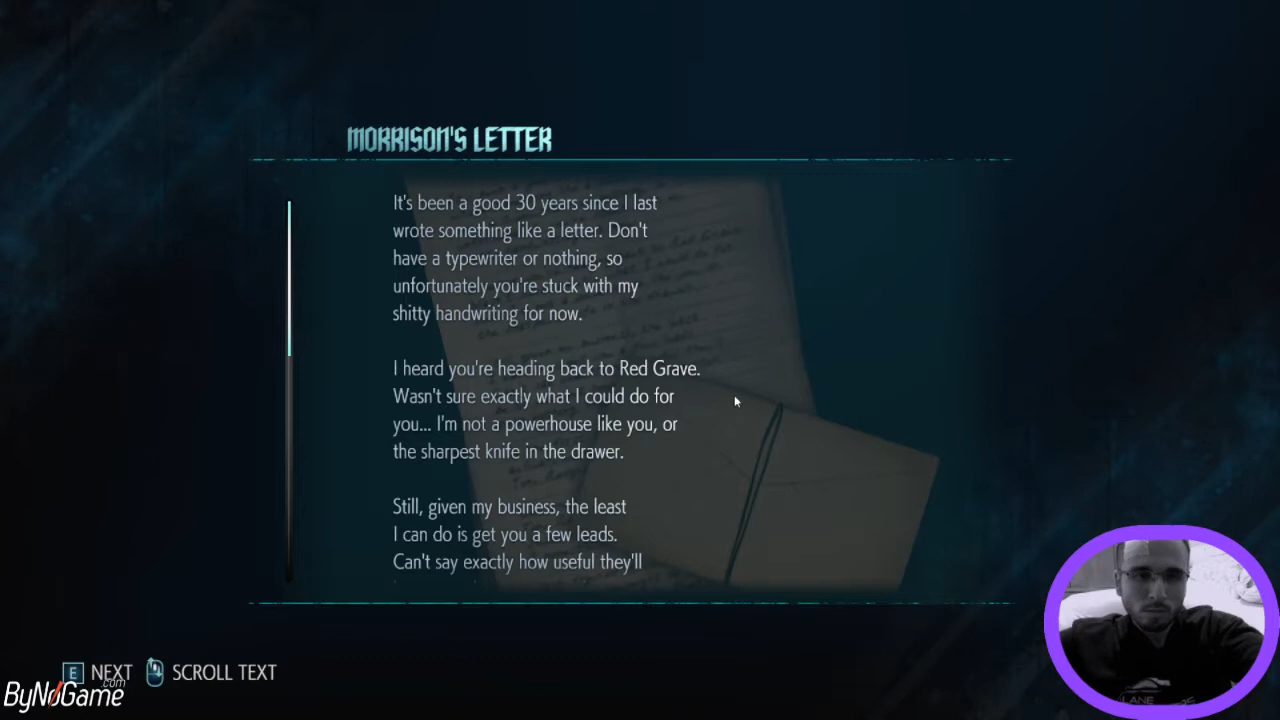 MORRISON'S LETTER
It's been a good 30 years since I last
wrote something like a letter. Don't
have a typewriter or nothing, so
unfortunately you're stuck with my
shitty handwriting for now.
I heard you're heading back to Red Grave.
Wasn't sure exactly what I could do for
you... I'm not a powerhouse like you, or
the sharpest knife in the drawer.
Still, given my business, the least
I can do is get you a few leads.
Can't say exactly how useful they'll
E NEXT SCROLL TEXT
ByNoGame.com